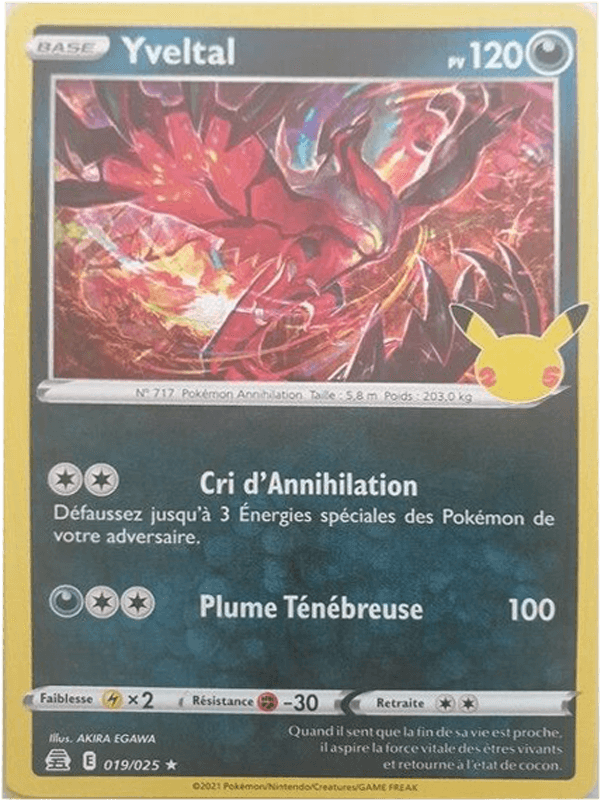 BASE Yveltal PV 120
25
N° 717 Pokémon Annihilation Taille : 5,8 m Poids : 203,0 kg
Cri d'Annihilation
Défaussez jusqu'à 3 Énergies spéciales des Pokémon de
votre adversaire.
Plume Ténébreuse 100
Faiblesse ×2 Résistance -30 Retraite
Illus. AKIRA EGAWA
Quand il sent que la fin de sa vie est proche,
il aspire la force vitale des êtres vivants
et retourne à l'état de cocon.
E 019/025 ★
©2021 Pokémon/Nintendo/Creatures/GAME FREAK